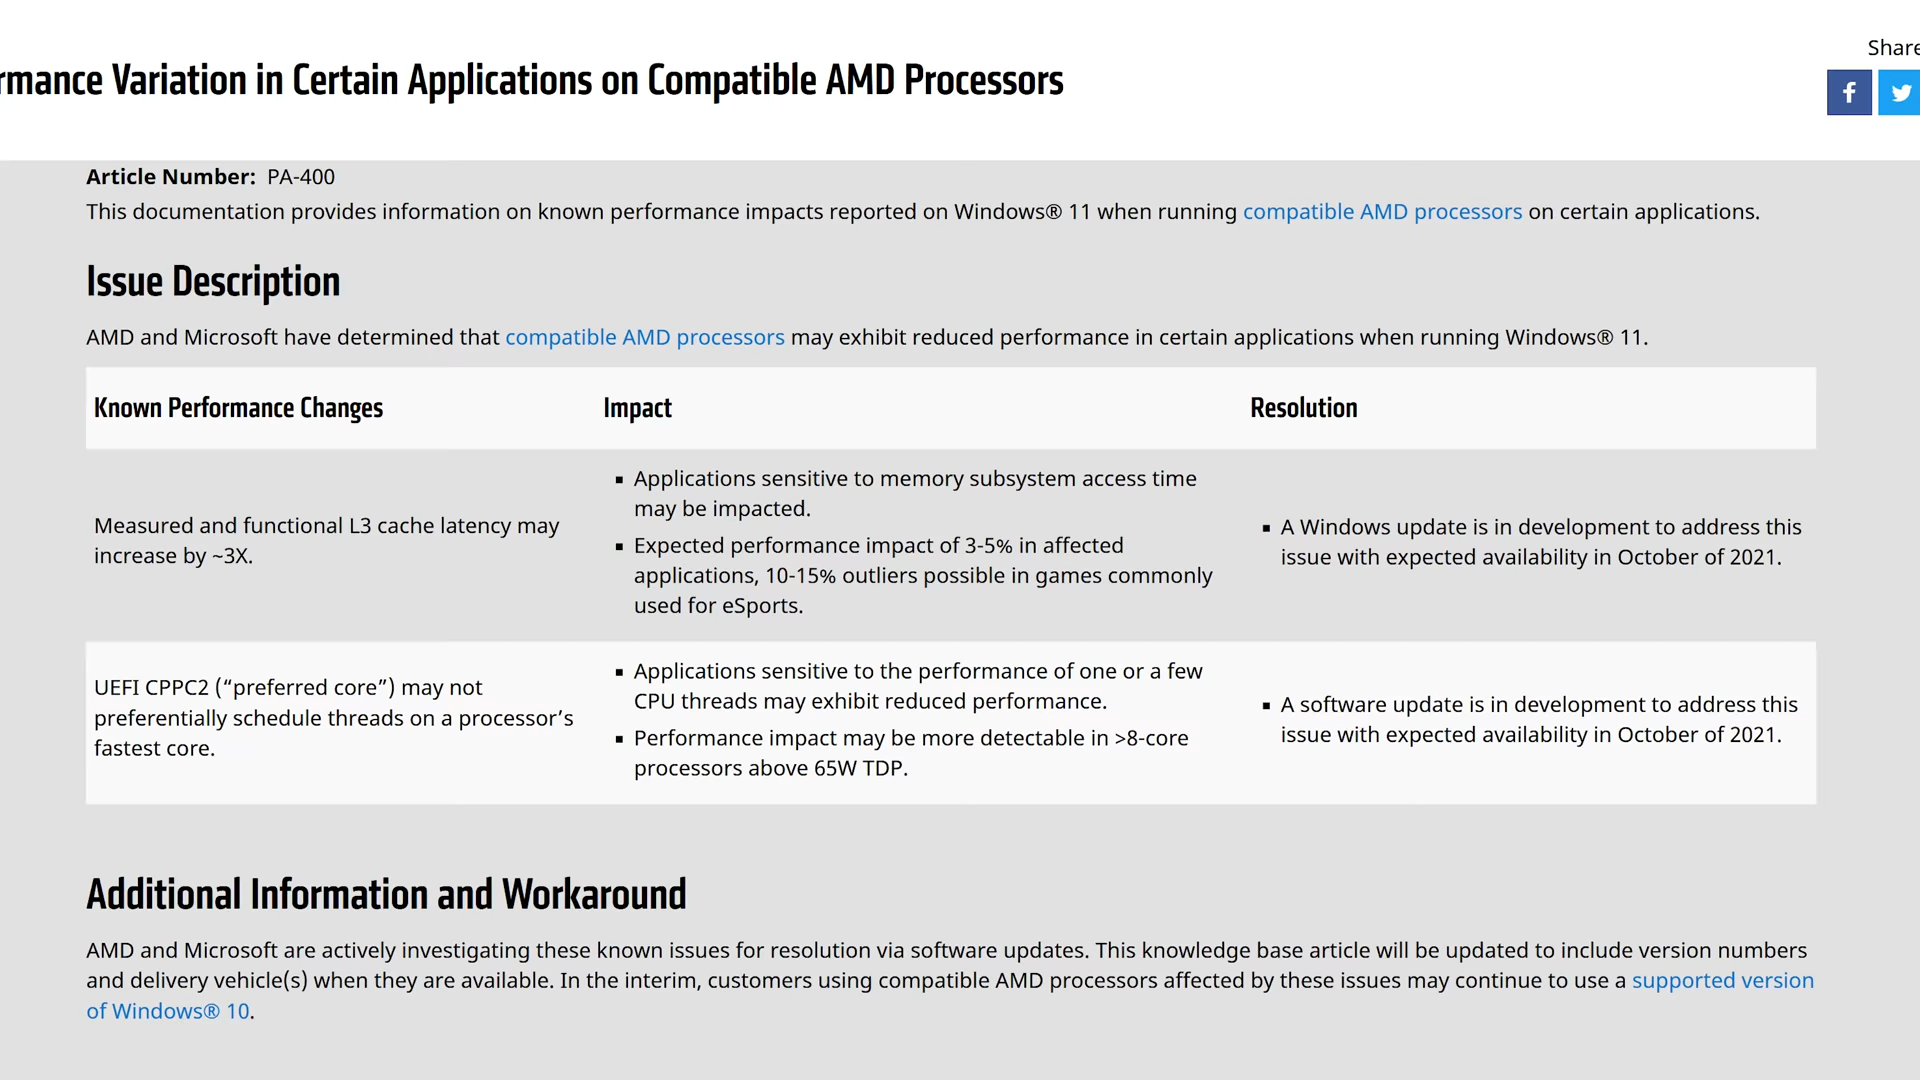 Share
rmance Variation in Certain Applications on Compatible AMD Processors
Article Number: PA-400
This documentation provides information on known performance impacts reported on Windows® 11 when running compatible AMD processors on certain applications.
Issue Description
AMD and Microsoft have determined that compatible AMD processors may exhibit reduced performance in certain applications when running Windows® 11.
Known Performance Changes
Impact
Resolution
Measured and functional L3 cache latency may
increase by ~3X.
▪ Applications sensitive to memory subsystem access time
may be impacted.
▪ Expected performance impact of 3-5% in affected
applications, 10-15% outliers possible in games commonly
used for eSports.
▪ A Windows update is in development to address this
issue with expected availability in October of 2021.
UEFI CPPC2 (“preferred core”) may not
preferentially schedule threads on a processor’s
fastest core.
▪ Applications sensitive to the performance of one or a few
CPU threads may exhibit reduced performance.
▪ Performance impact may be more detectable in >8-core
processors above 65W TDP.
▪ A software update is in development to address this
issue with expected availability in October of 2021.
Additional Information and Workaround
AMD and Microsoft are actively investigating these known issues for resolution via software updates. This knowledge base article will be updated to include version numbers
and delivery vehicle(s) when they are available. In the interim, customers using compatible AMD processors affected by these issues may continue to use a supported version
of Windows® 10.